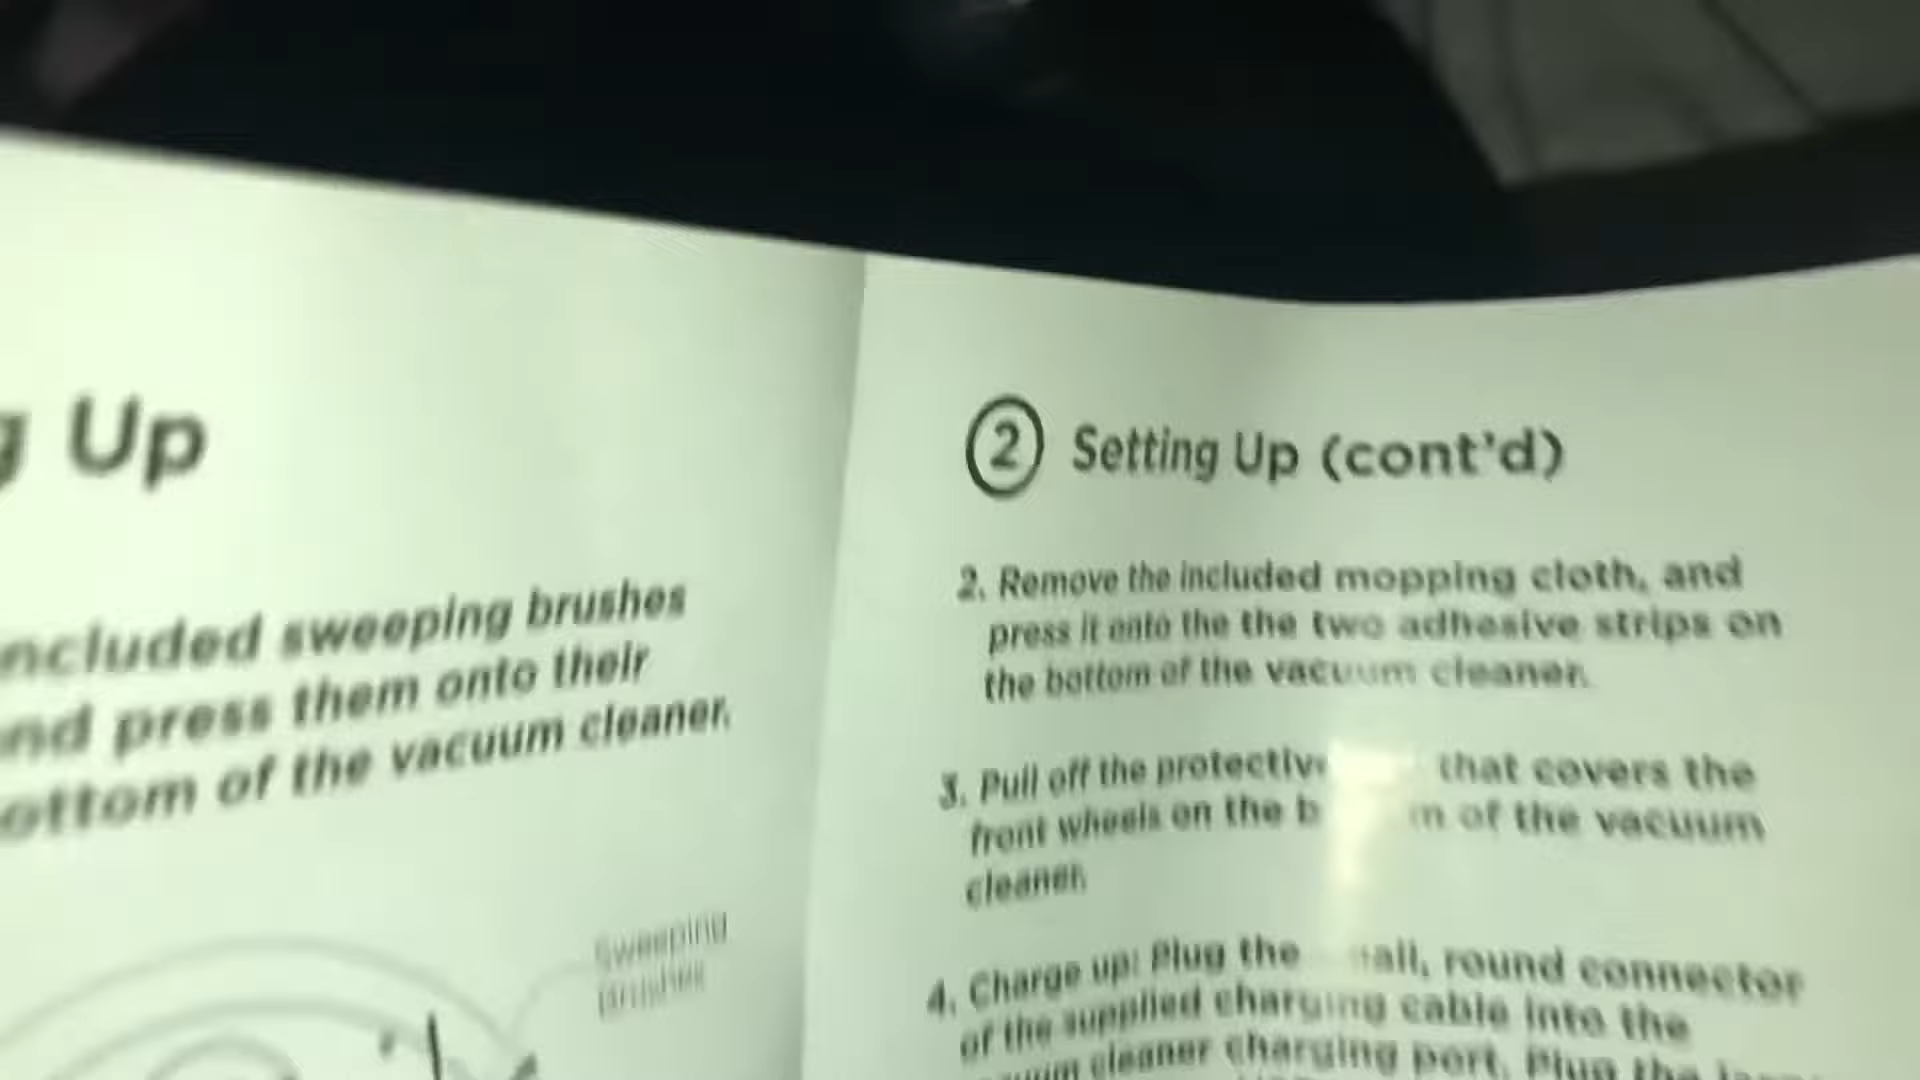 g Up
ncluded sweeping brushes
nd press them onto their
ottom of the vacuum cleaner.
Sweeping
Brushes
2 Setting Up (cont'd)
2. Remove the included mopping cloth, and
press it onto the the two adhesive strips on
the bottom of the vacuum cleaner.
3. Pull off the protective that covers the
front wheels on the b m of the vacuum
cleaner.
4. Charge up: Plug the round connector
of the supplied charging cable into the
cleaner charging port. Plug the